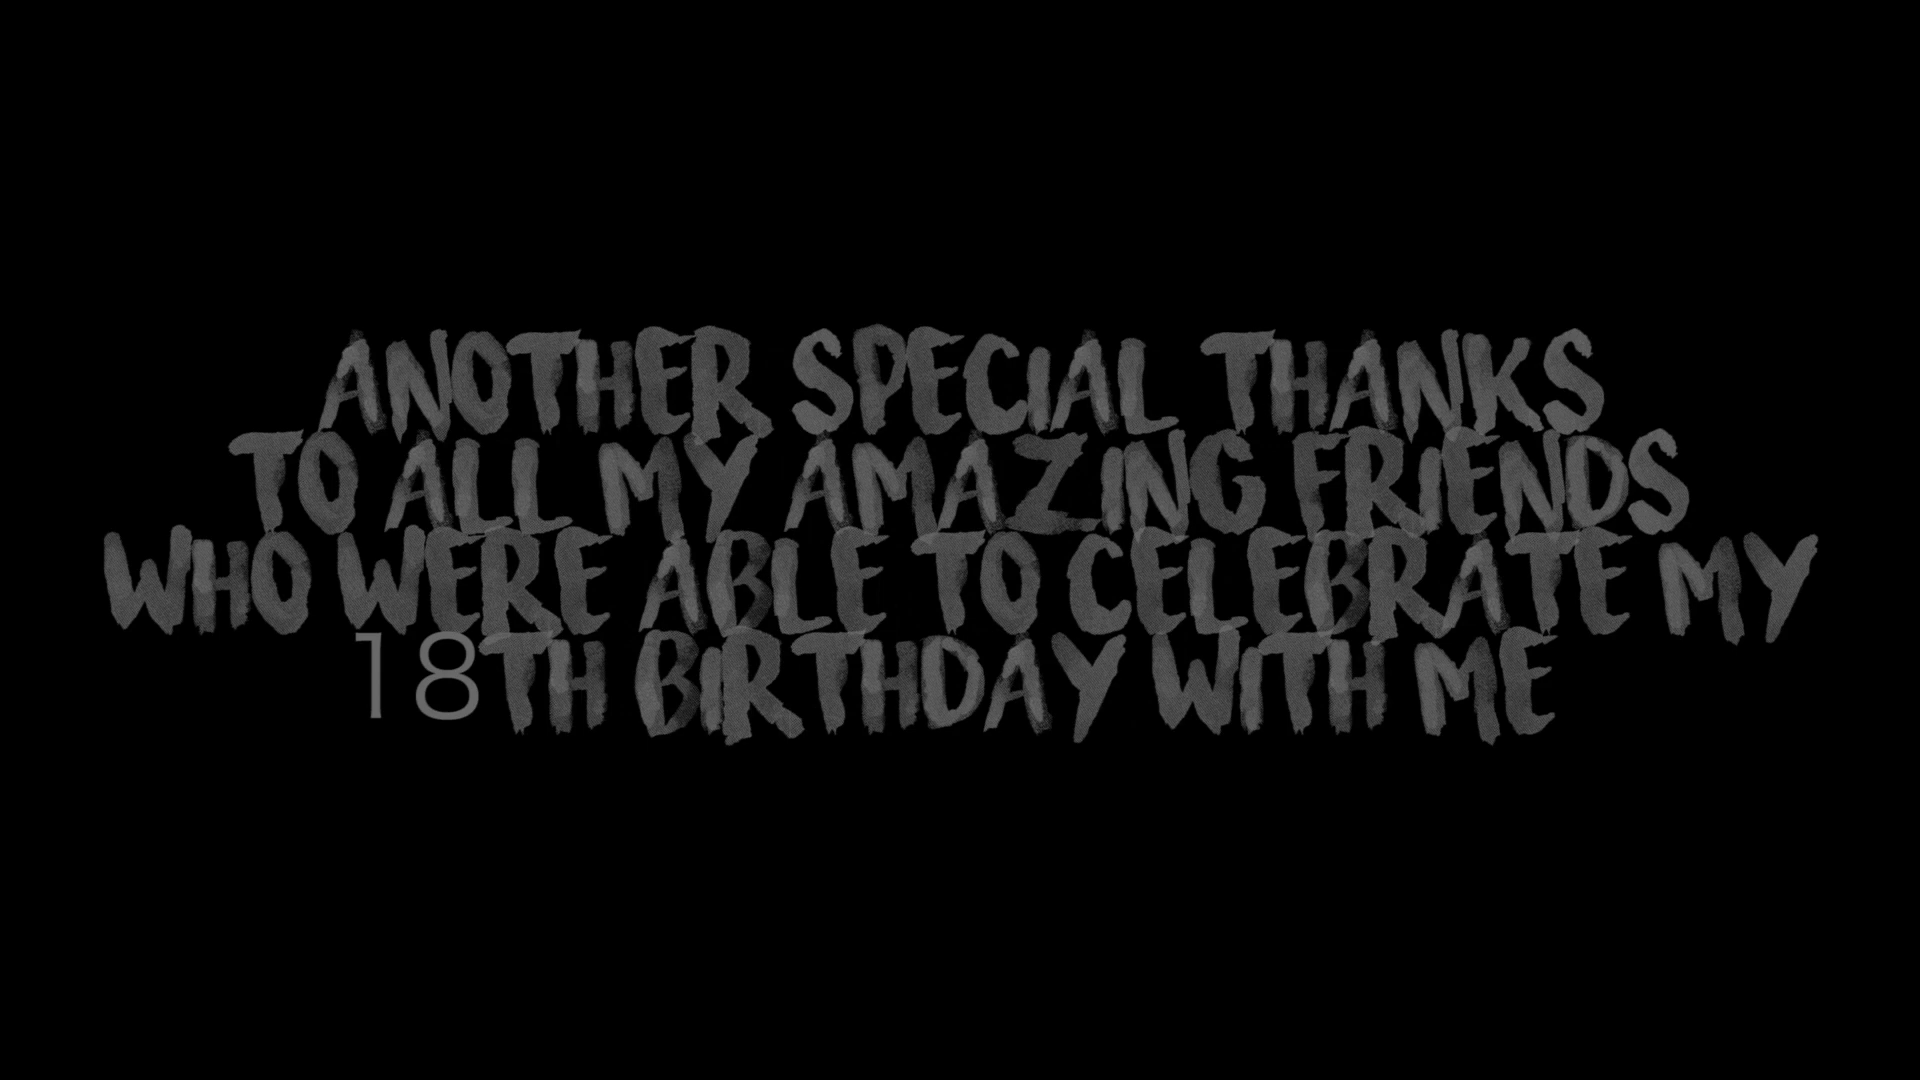 ANOTHER SPECIAL THANKS
TO ALL MY AMAZING FRIENDS
WHO WERE ABLE TO CELEBRATE MY
18TH BIRTHDAY WITH ME